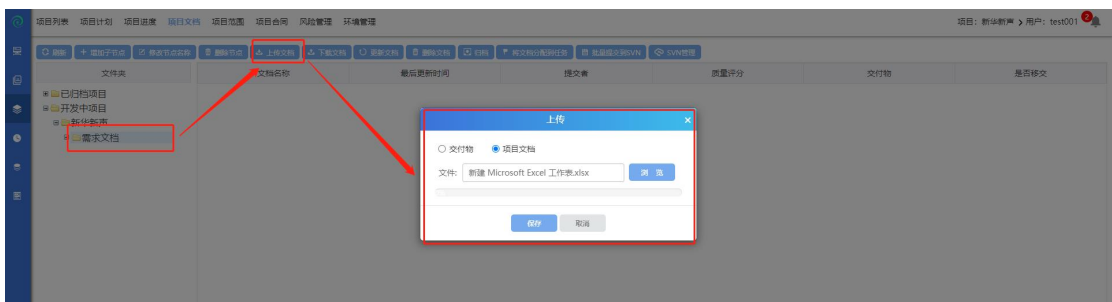 项目列表 项目计划 项目进度 项目文档 项目范围 项目合同 风险管理 环境管理 项目：新华新声 用户：test001 2
刷新 增加子节点 修改节点名称 删除节点 上传文档 下载文档 更新文档 删除文档 归档 将文档分配到任务 批量提交到SVN SVN管理
文件夹 文档名称 最后更新时间 提交者 质量评分 交付物 是否移交
已归档项目
开发中项目
新华新声
需求文档
上传 ×
交付物 项目文档
文件: 新建 Microsoft Excel 工作表.xlsx 浏 览
保存 取消